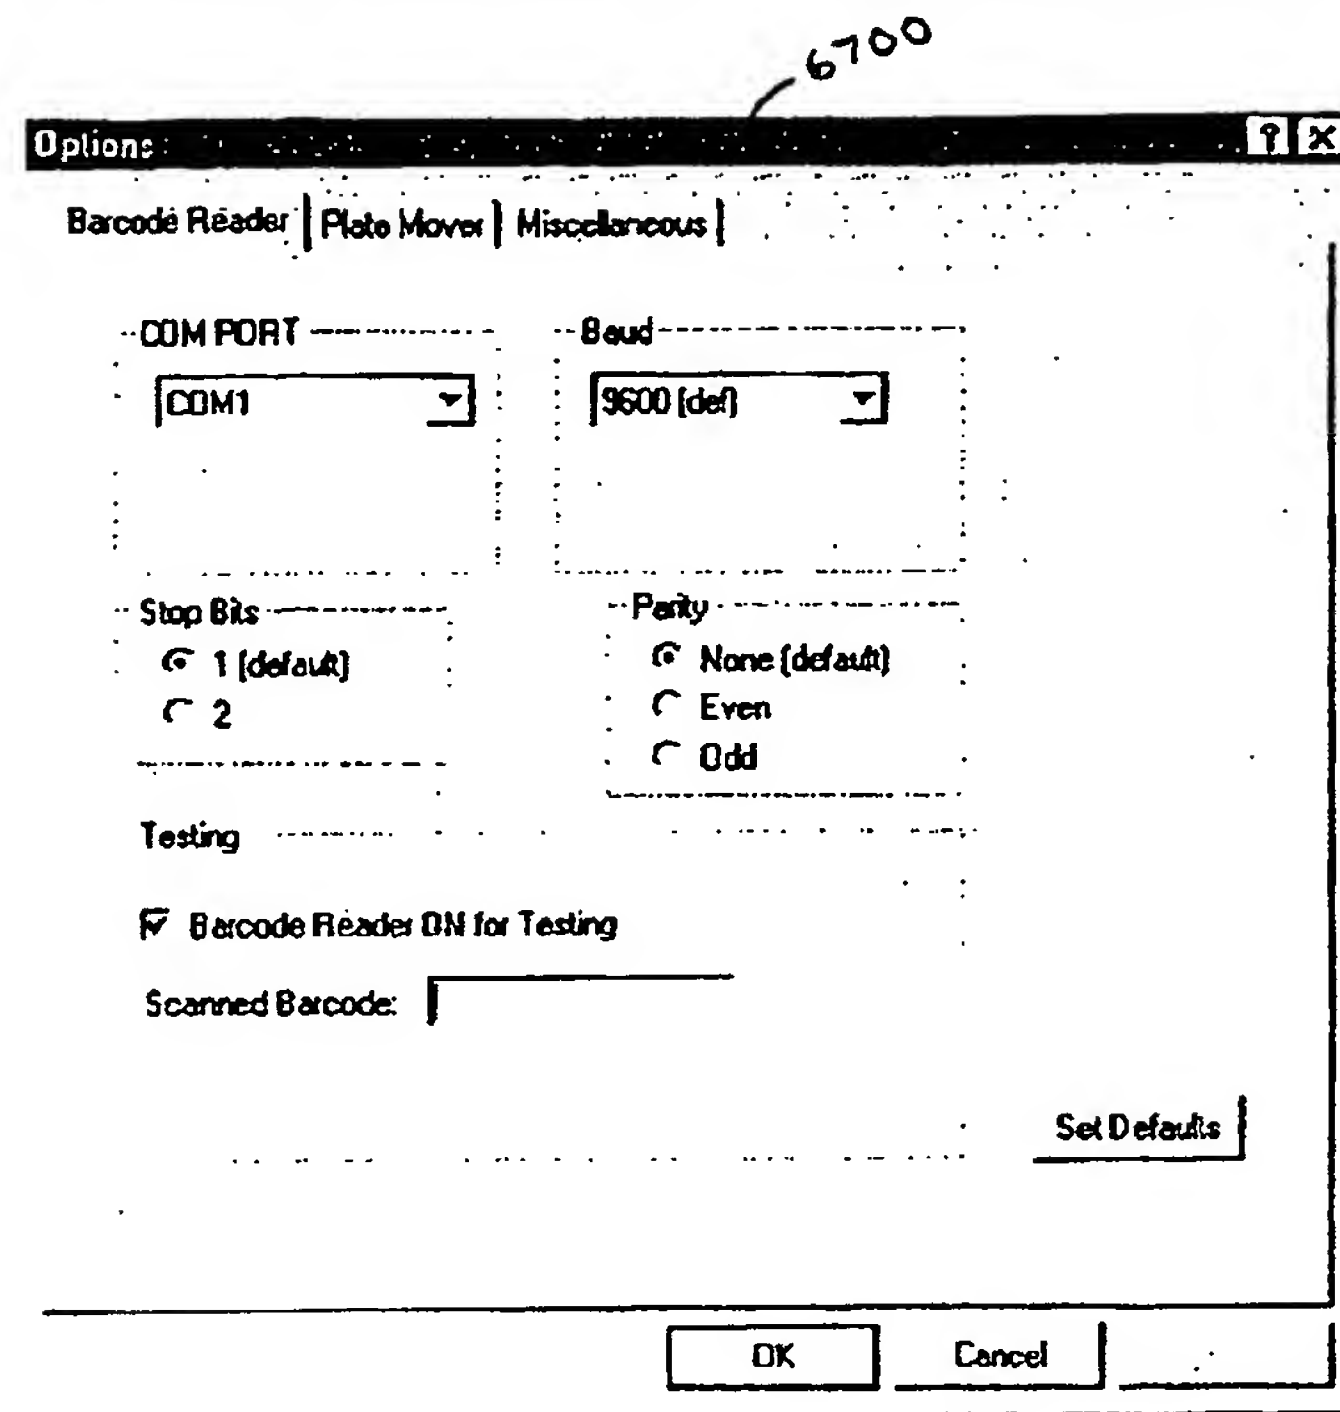 6700
Options
Barcode Reader Plate Mover Miscellaneous
COM PORT Baud
COM1 9600 (def)
Stop Bits Parity
1 (default) None (default)
2 Even
Odd
Testing
Barcode Reader ON for Testing
Scanned Barcode:
Set Defaults
OK Cancel